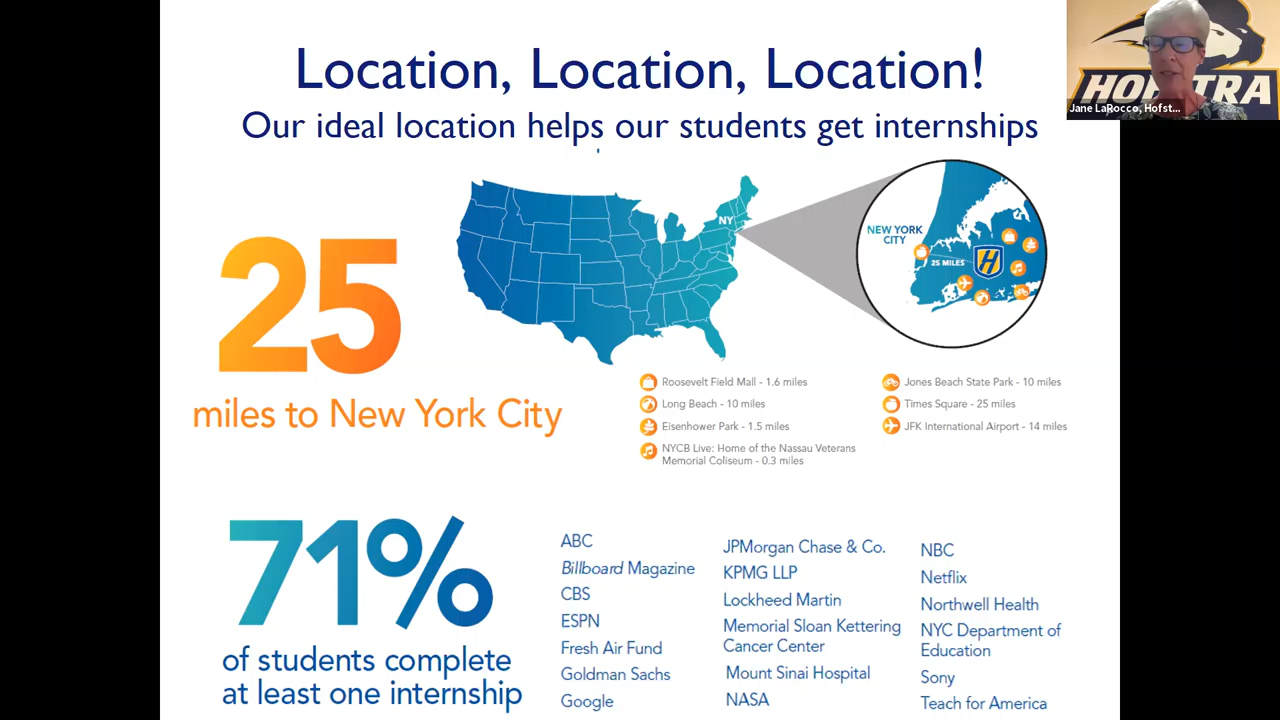 Location, Location, Location!
Our ideal location helps our students get internships
Jane LaRocco, Hofst...
HOFSTRA
NY
NEW YORK
CITY
25 MILES
H
25
miles to New York City
Roosevelt Field Mall - 1.6 miles
Long Beach - 10 miles
Eisenhower Park - 1.5 miles
NYCB Live: Home of the Nassau Veterans
Memorial Coliseum - 0.3 miles
Jones Beach State Park - 10 miles
Times Square - 25 miles
JFK International Airport - 14 miles
71%
of students complete
at least one internship
ABC
Billboard Magazine
CBS
ESPN
Fresh Air Fund
Goldman Sachs
Google
JPMorgan Chase & Co.
KPMG LLP
Lockheed Martin
Memorial Sloan Kettering
Cancer Center
Mount Sinai Hospital
NASA
NBC
Netflix
Northwell Health
NYC Department of
Education
Sony
Teach for America